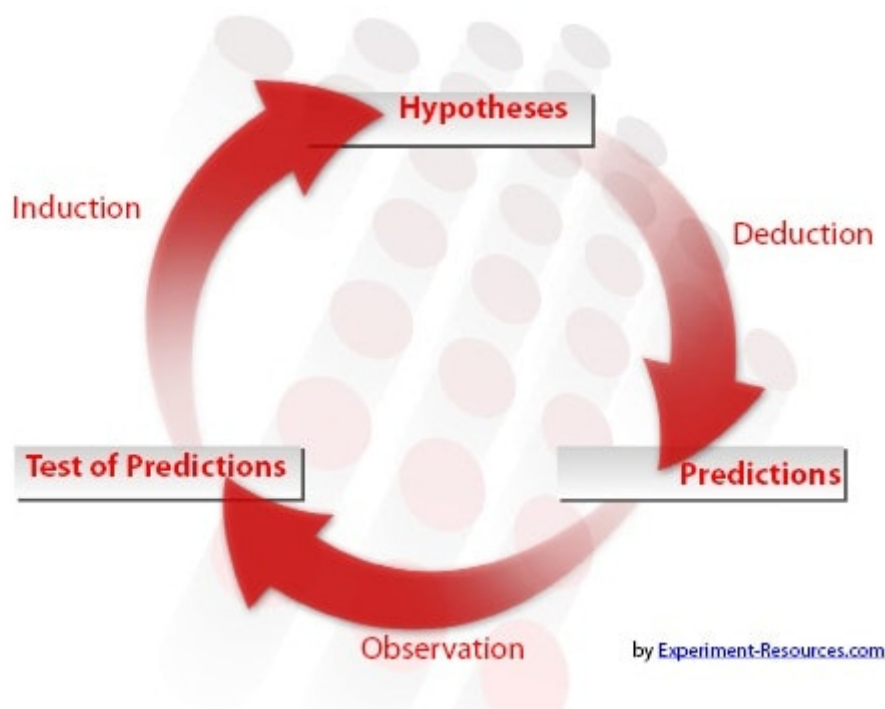 Hypotheses
Induction
Deduction
Test of Predictions
Predictions
Observation
by Experiment-Resources.com